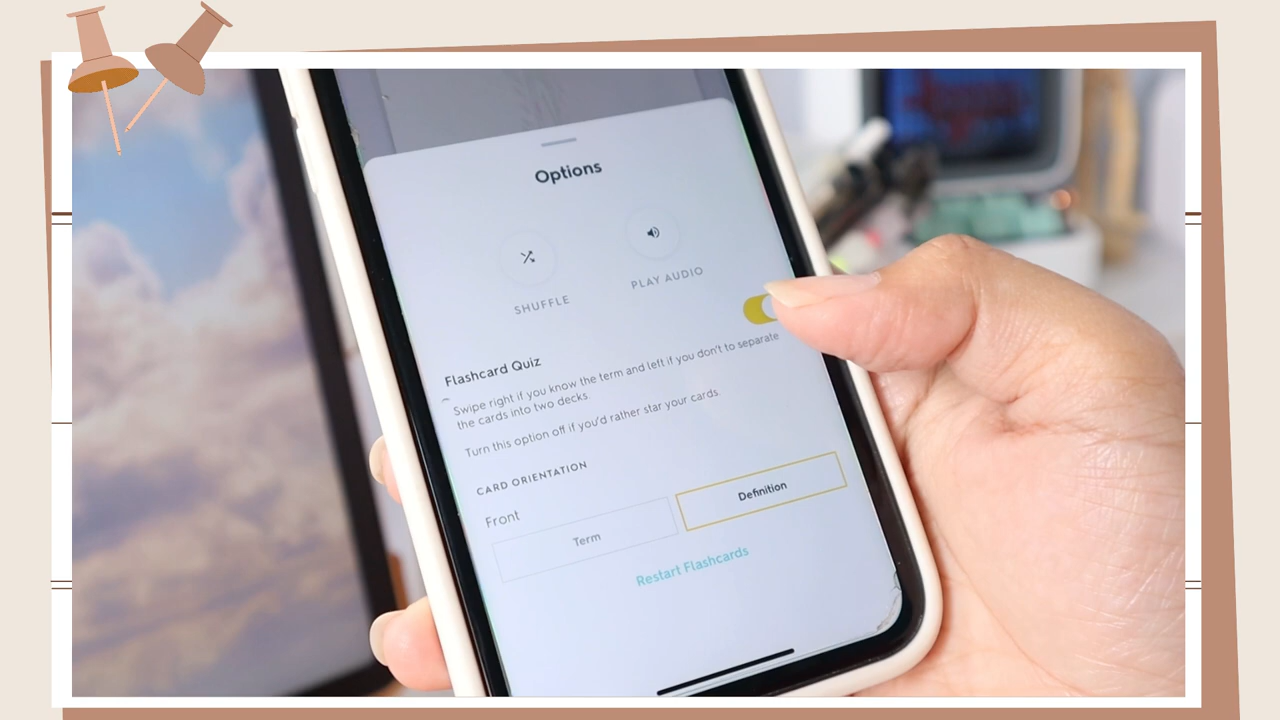 Options
SHUFFLE
PLAY AUDIO
Flashcard Quiz
Swipe right if you know the term and left if you don't to separate
the cards into two decks.
Turn this option off if you'd rather star your cards.
CARD ORIENTATION
Front
Term
Definition
Restart Flashcards